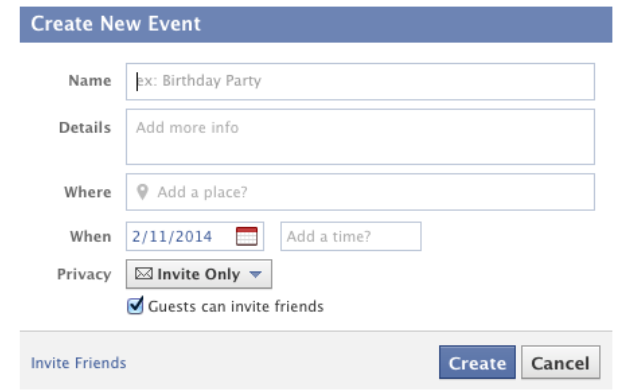 Create New Event
Name ex: Birthday Party
Details Add more info
Where Add a place?
When 2/11/2014 Add a time?
Privacy Invite Only
Guests can invite friends
Invite Friends Create Cancel